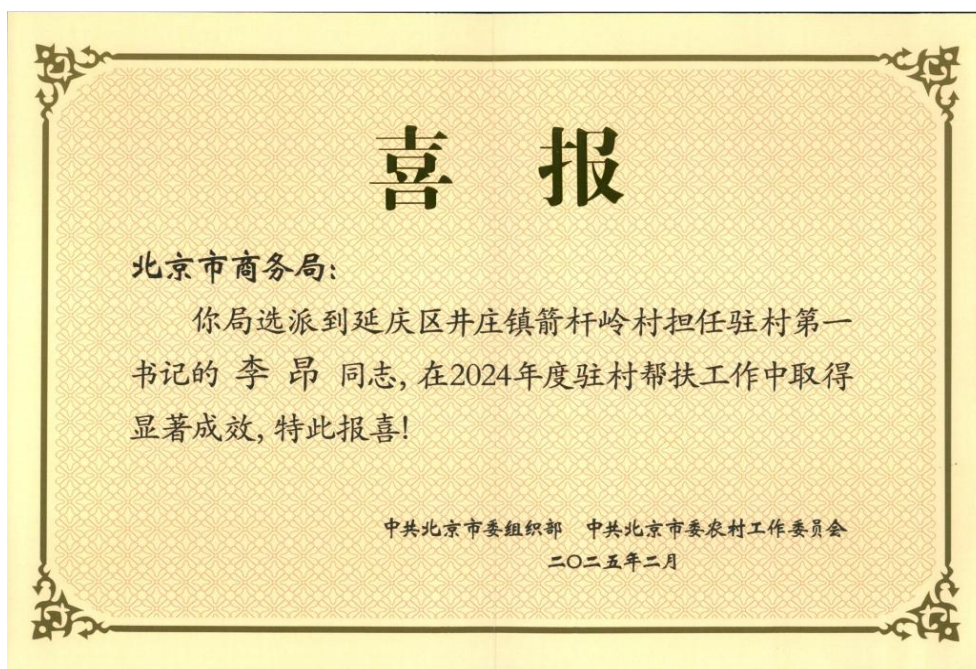 喜 报
北京市商务局:
你局选派到延庆区井庄镇箭杆岭村担任驻村第一
书记的 李 昂 同志,在2024年度驻村帮扶工作中取得
显著成效,特此报喜!
中共北京市委组织部 中共北京市委农村工作委员会
二〇二五年二月